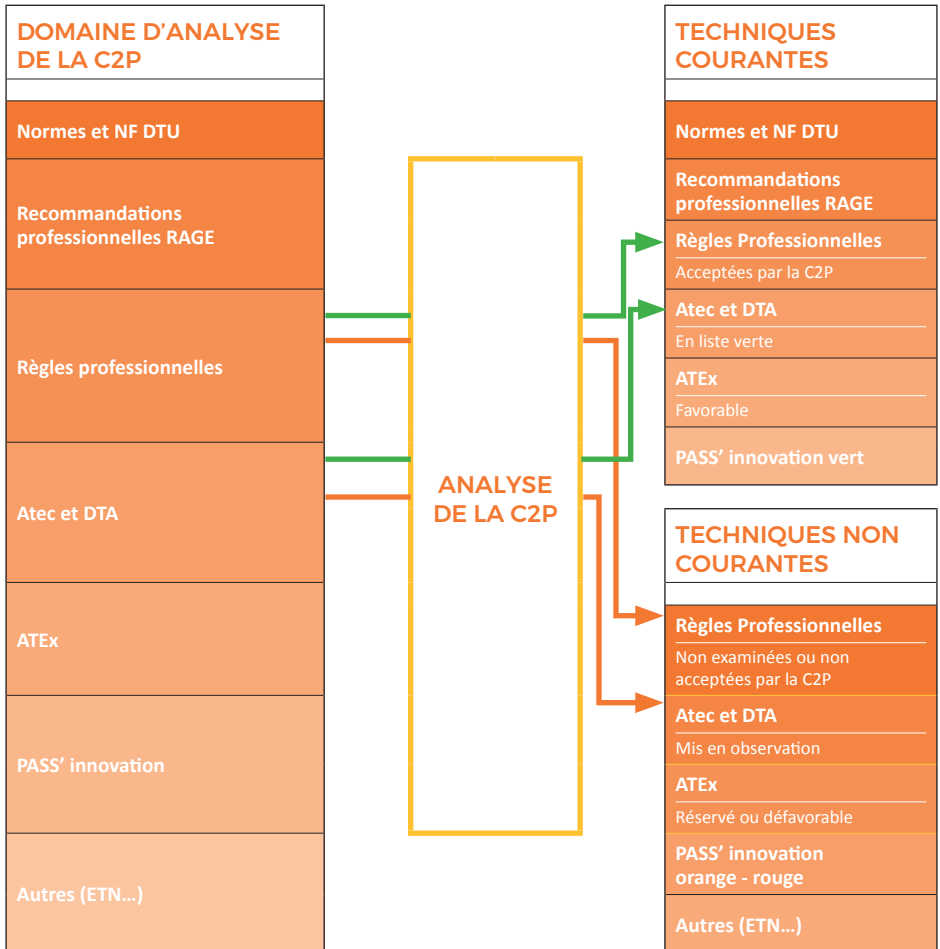 DOMAINE D'ANALYSE
DE LA C2P
Normes et NF DTU
Recommandations
professionnelles RAGE
Règles professionnelles
Atec et DTA
ATEx
PASS' innovation
Autres (ETN...)
ANALYSE
DE LA C2P
TECHNIQUES
COURANTES
Normes et NF DTU
Recommandations
professionnelles RAGE
Règles Professionnelles
Acceptées par la C2P
Atec et DTA
En liste verte
ATEx
Favorable
PASS' innovation vert
TECHNIQUES NON
COURANTES
Règles Professionnelles
Non examinées ou non
acceptées par la C2P
Atec et DTA
Mis en observation
ATEx
Réservé ou défavorable
PASS' innovation
orange - rouge
Autres (ETN...)